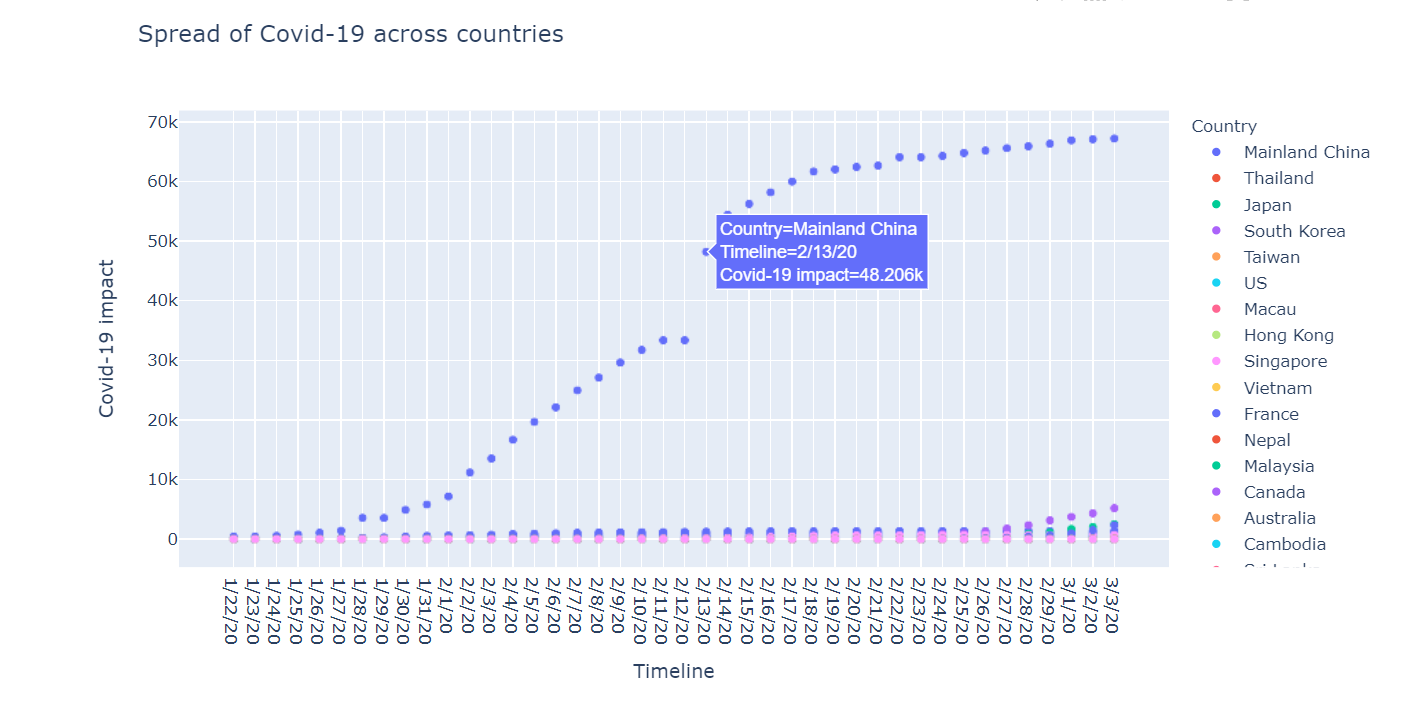 Spread of Covid-19 across countries
70k
60k
50k
40k
30k
20k
10k
0
Covid-19 impact
Country=Mainland China
Timeline=2/13/20
Covid-19 impact=48.206k
1/22/20
1/23/20
1/24/20
1/25/20
1/26/20
1/27/20
1/28/20
1/29/20
1/30/20
1/31/20
2/1/20
2/2/20
2/3/20
2/4/20
2/5/20
2/6/20
2/7/20
2/8/20
2/9/20
2/10/20
2/11/20
2/12/20
2/13/20
2/14/20
2/15/20
2/16/20
2/17/20
2/18/20
2/19/20
2/20/20
2/21/20
2/22/20
2/23/20
2/24/20
2/25/20
2/26/20
2/27/20
2/28/20
2/29/20
3/1/20
3/2/20
3/3/20
Timeline
Country
Mainland China
Thailand
Japan
South Korea
Taiwan
US
Macau
Hong Kong
Singapore
Vietnam
France
Nepal
Malaysia
Canada
Australia
Cambodia